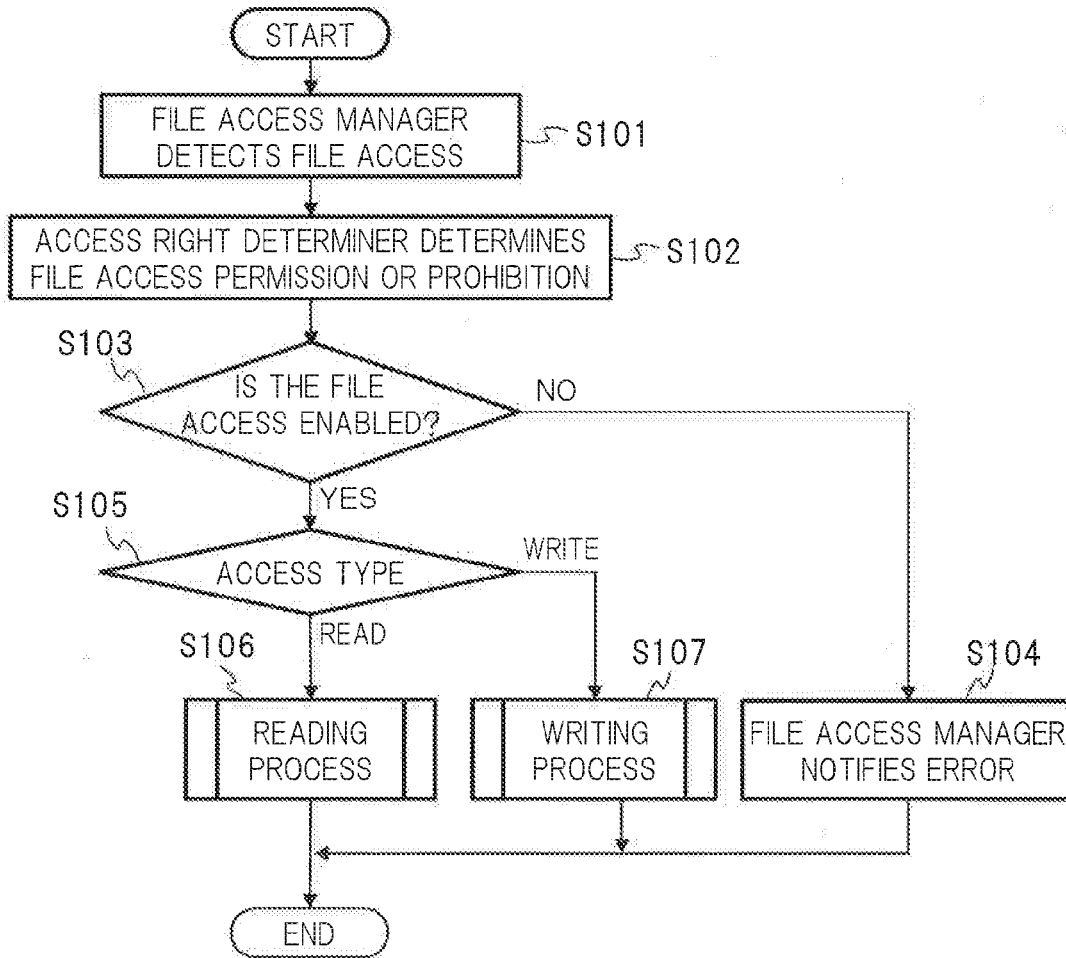 START
FILE ACCESS MANAGER
DETECTS FILE ACCESS
S101
ACCESS RIGHT DETERMINER DETERMINES
FILE ACCESS PERMISSION OR PROHIBITION
S102
S103
IS THE FILE
ACCESS ENABLED?
NO
YES
S105
ACCESS TYPE
WRITE
READ
S106
READING
PROCESS
S107
WRITING
PROCESS
S104
FILE ACCESS MANAGER
NOTIFIES ERROR
END